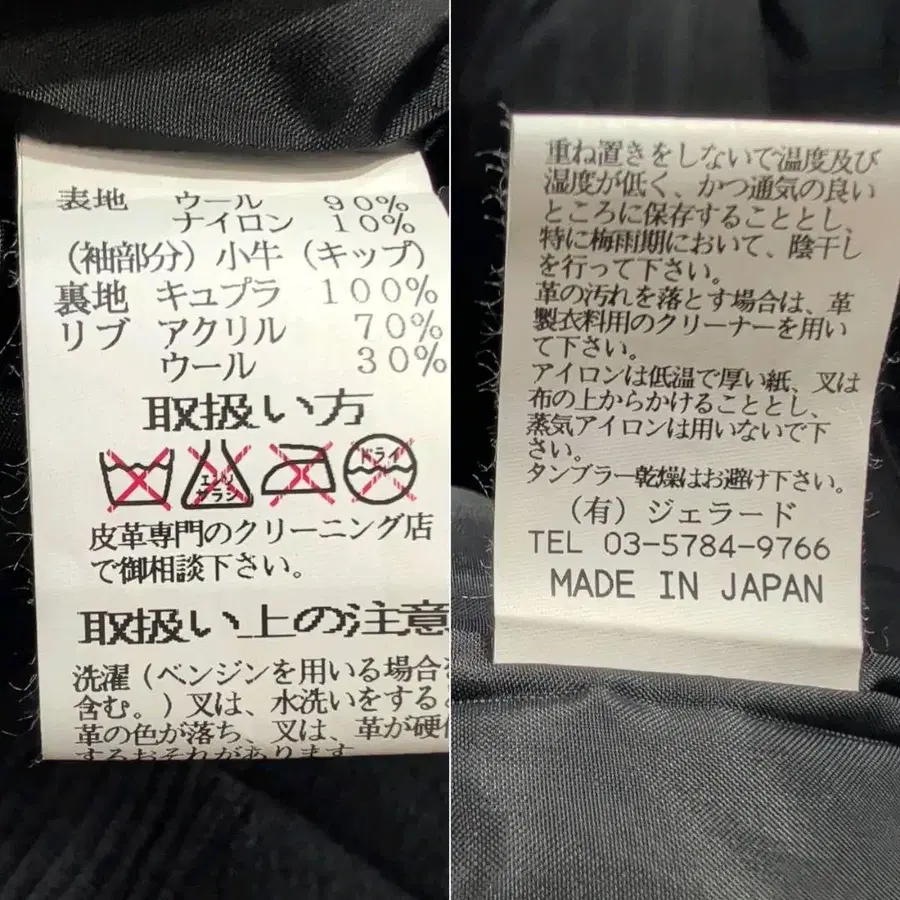 表地 ウール 90%
ナイロン 10%
(袖部分) 小牛 (キップ)
裏地 キュプラ 100%
リブ アクリル 70%
ウール 30%
取扱い方
エンソ
サラシ
ドライ
皮革専門のクリーニング店
で御相談下さい。
取扱い上の注意
洗濯(ベンジンを用いる場合を
含む。)又は、水洗いをすると
革の色が落ち、又は、革が硬化
するおそれがあります
重ね置きをしないで温度及び
湿度が低く、かつ通気の良い
ところに保存することとし、
特に梅雨期において、陰干し
を行って下さい。
革の汚れを落とす場合は、革
製衣料用のクリーナーを用い
て下さい。
アイロンは低温で厚い紙、又は
布の上からかけることとし、
蒸気アイロンは用いないで下
さい。
タンブラー乾燥はお避け下さい。
(有) ジェラード
TEL 03-5784-9766
MADE IN JAPAN